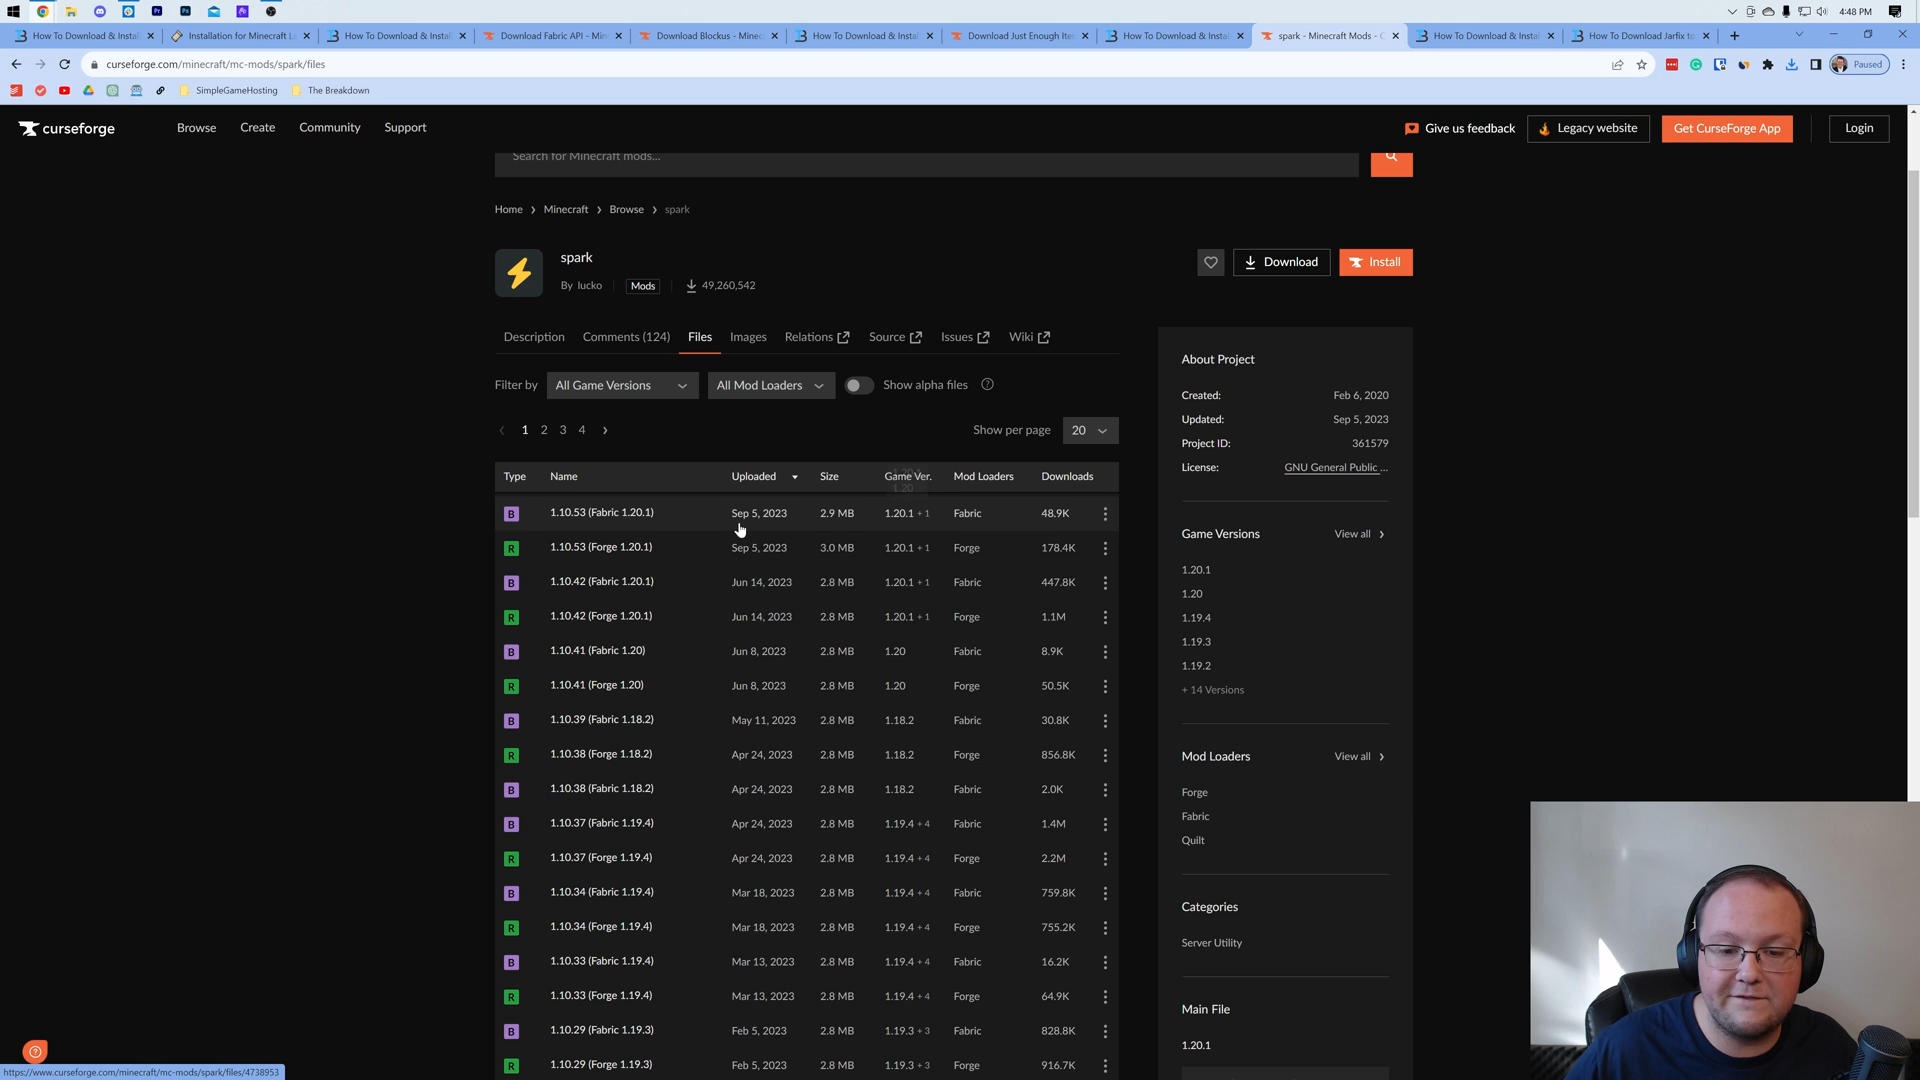 4:48 PM
How To Download & Instal
Installation for Minecraft La
How To Download & Install
Download Fabric API - Min
Download Blockus - Minec
How To Download & Instal
Download Just Enough Ite
How To Download & Instal
spark - Minecraft Mods - C
How To Download & Instal
How To Download Jarfix to
curseforge.com/minecraft/mc-mods/spark/files
Paused
SimpleGameHosting
The Breakdown
curseforge
Browse
Create
Community
Support
Give us feedback
Legacy website
Get CurseForge App
Login
Search for Minecraft mods...
Home > Minecraft > Browse > spark
spark
By lucko
Mods
49,260,542
Download
Install
Description
Comments (124)
Files
Images
Relations
Source
Issues
Wiki
Filter by
All Game Versions
All Mod Loaders
Show alpha files
1 2 3 4
Show per page
20
Type Name Uploaded Size Game Ver. Mod Loaders Downloads
B 1.10.53 (Fabric 1.20.1) Sep 5, 2023 2.9 MB 1.20.1 + 1 Fabric 48.9K
R 1.10.53 (Forge 1.20.1) Sep 5, 2023 3.0 MB 1.20.1 + 1 Forge 178.4K
B 1.10.42 (Fabric 1.20.1) Jun 14, 2023 2.8 MB 1.20.1 + 1 Fabric 447.8K
R 1.10.42 (Forge 1.20.1) Jun 14, 2023 2.8 MB 1.20.1 + 1 Forge 1.1M
B 1.10.41 (Fabric 1.20) Jun 8, 2023 2.8 MB 1.20 Fabric 8.9K
R 1.10.41 (Forge 1.20) Jun 8, 2023 2.8 MB 1.20 Forge 50.5K
B 1.10.39 (Fabric 1.18.2) May 11, 2023 2.8 MB 1.18.2 Fabric 30.8K
R 1.10.38 (Forge 1.18.2) Apr 24, 2023 2.8 MB 1.18.2 Forge 856.8K
B 1.10.38 (Fabric 1.18.2) Apr 24, 2023 2.8 MB 1.18.2 Fabric 2.0K
B 1.10.37 (Fabric 1.19.4) Apr 24, 2023 2.8 MB 1.19.4 + 4 Fabric 1.4M
R 1.10.37 (Forge 1.19.4) Apr 24, 2023 2.8 MB 1.19.4 + 4 Forge 2.2M
B 1.10.34 (Fabric 1.19.4) Mar 18, 2023 2.8 MB 1.19.4 + 4 Fabric 759.8K
R 1.10.34 (Forge 1.19.4) Mar 18, 2023 2.8 MB 1.19.4 + 4 Forge 755.2K
B 1.10.33 (Fabric 1.19.4) Mar 13, 2023 2.8 MB 1.19.4 + 4 Fabric 16.2K
R 1.10.33 (Forge 1.19.4) Mar 13, 2023 2.8 MB 1.19.4 + 4 Forge 64.9K
B 1.10.29 (Fabric 1.19.3) Feb 5, 2023 2.8 MB 1.19.3 + 3 Fabric 828.8K
R 1.10.29 (Forge 1.19.3) Feb 5, 2023 2.8 MB 1.19.3 + 3 Forge 916.7K
About Project
Created: Feb 6, 2020
Updated: Sep 5, 2023
Project ID: 361579
License: GNU General Public ...
Game Versions
View all
1.20.1
1.20
1.19.4
1.19.3
1.19.2
+ 14 Versions
Mod Loaders
View all
Forge
Fabric
Quilt
Categories
Server Utility
Main File
1.20.1
https://www.curseforge.com/minecraft/mc-mods/spark/files/4738953